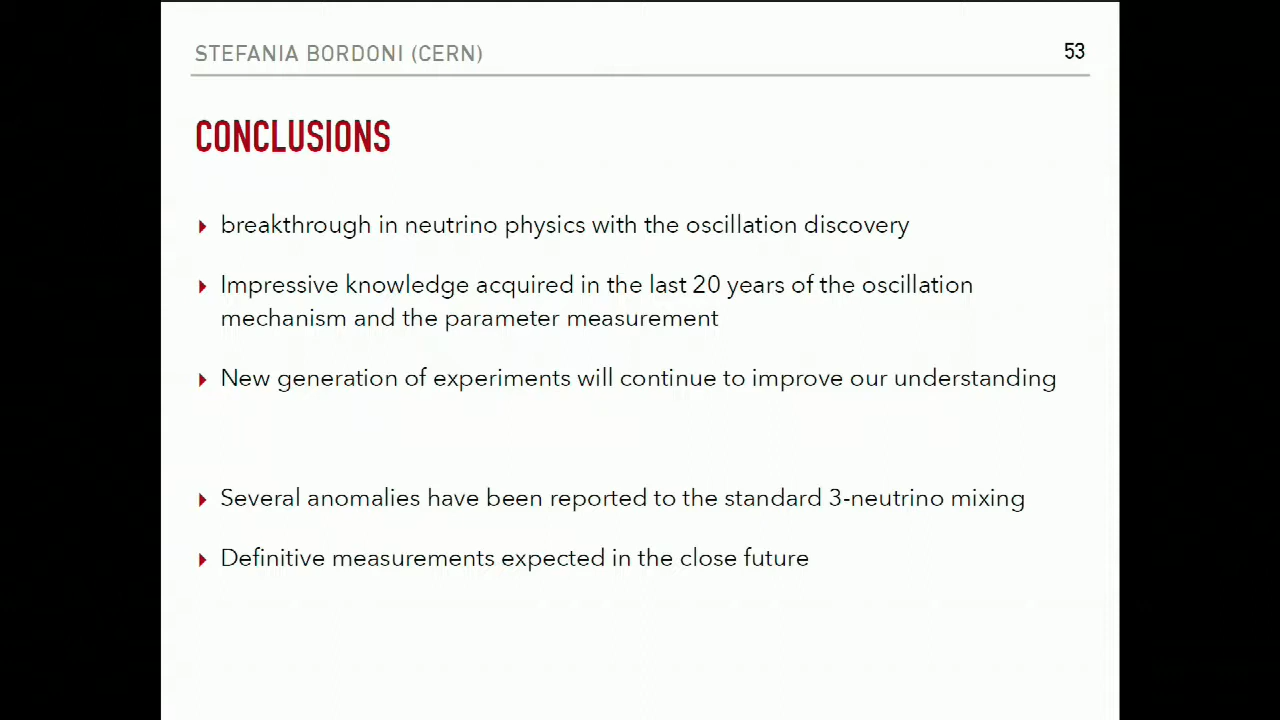 STEFANIA BORDONI (CERN)
53
CONCLUSIONS
breakthrough in neutrino physics with the oscillation discovery
Impressive knowledge acquired in the last 20 years of the oscillation
mechanism and the parameter measurement
New generation of experiments will continue to improve our understanding
Several anomalies have been reported to the standard 3-neutrino mixing
Definitive measurements expected in the close future